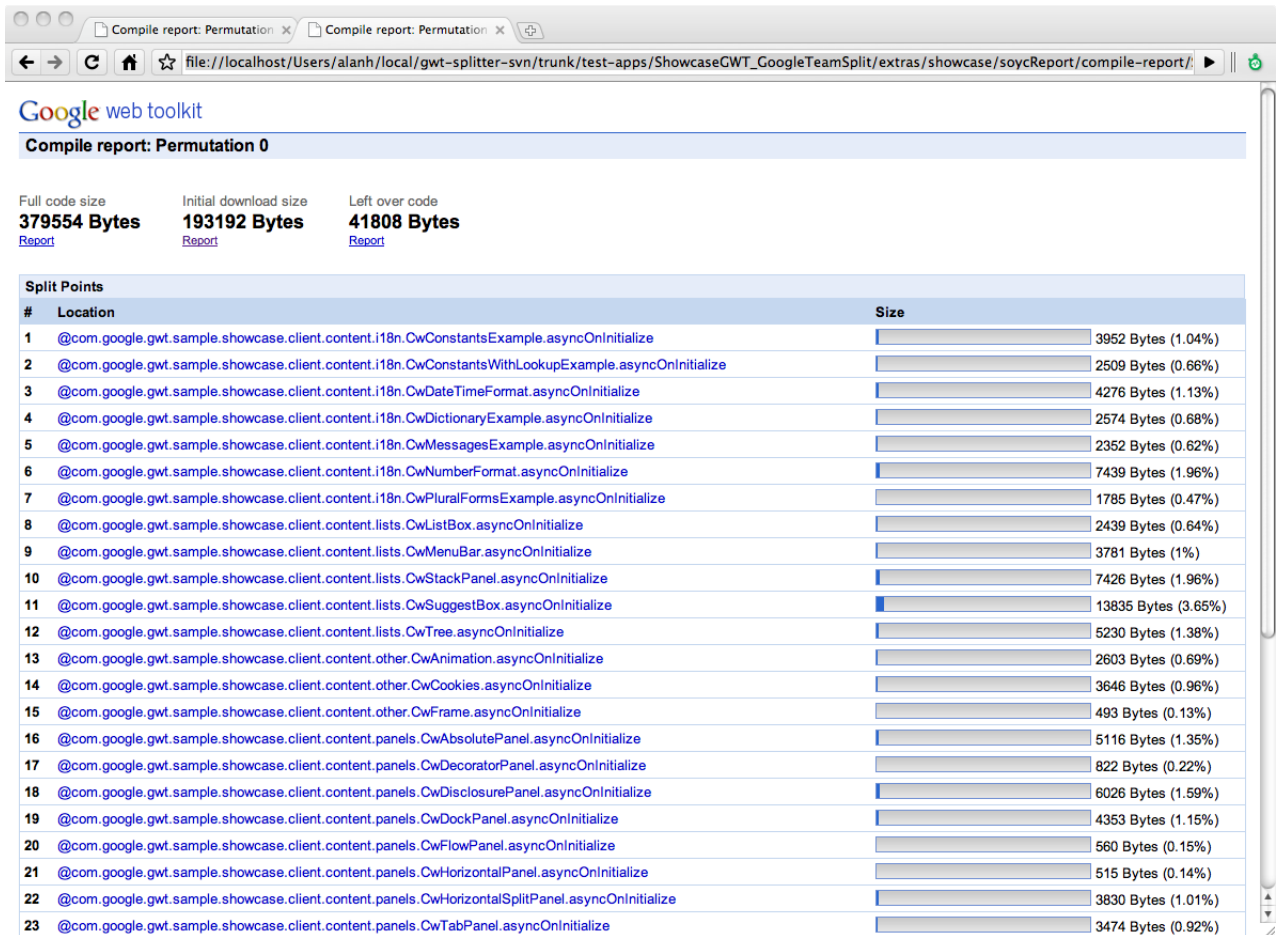 Compile report: Permutation
Compile report: Permutation
file://localhost/Users/alanh/local/gwt-splitter-svn/trunk/test-apps/ShowcaseGWT_GoogleTeamSplit/extras/showcase/soycReport/compile-report/
Google web toolkit
Compile report: Permutation 0
Full code size Initial download size Left over code
379554 Bytes 193192 Bytes 41808 Bytes
Report Report Report
Split Points
# Location Size
1 @com.google.gwt.sample.showcase.client.content.i18n.CwConstantsExample.asyncOnInitialize 3952 Bytes (1.04%)
2 @com.google.gwt.sample.showcase.client.content.i18n.CwConstantsWithLookupExample.asyncOnInitialize 2509 Bytes (0.66%)
3 @com.google.gwt.sample.showcase.client.content.i18n.CwDateTimeFormat.asyncOnInitialize 4276 Bytes (1.13%)
4 @com.google.gwt.sample.showcase.client.content.i18n.CwDictionaryExample.asyncOnInitialize 2574 Bytes (0.68%)
5 @com.google.gwt.sample.showcase.client.content.i18n.CwMessagesExample.asyncOnInitialize 2352 Bytes (0.62%)
6 @com.google.gwt.sample.showcase.client.content.i18n.CwNumberFormat.asyncOnInitialize 7439 Bytes (1.96%)
7 @com.google.gwt.sample.showcase.client.content.i18n.CwPluralFormsExample.asyncOnInitialize 1785 Bytes (0.47%)
8 @com.google.gwt.sample.showcase.client.content.lists.CwListBox.asyncOnInitialize 2439 Bytes (0.64%)
9 @com.google.gwt.sample.showcase.client.content.lists.CwMenuBar.asyncOnInitialize 3781 Bytes (1%)
10 @com.google.gwt.sample.showcase.client.content.lists.CwStackPanel.asyncOnInitialize 7426 Bytes (1.96%)
11 @com.google.gwt.sample.showcase.client.content.lists.CwSuggestBox.asyncOnInitialize 13835 Bytes (3.65%)
12 @com.google.gwt.sample.showcase.client.content.lists.CwTree.asyncOnInitialize 5230 Bytes (1.38%)
13 @com.google.gwt.sample.showcase.client.content.other.CwAnimation.asyncOnInitialize 2603 Bytes (0.69%)
14 @com.google.gwt.sample.showcase.client.content.other.CwCookies.asyncOnInitialize 3646 Bytes (0.96%)
15 @com.google.gwt.sample.showcase.client.content.other.CwFrame.asyncOnInitialize 493 Bytes (0.13%)
16 @com.google.gwt.sample.showcase.client.content.panels.CwAbsolutePanel.asyncOnInitialize 5116 Bytes (1.35%)
17 @com.google.gwt.sample.showcase.client.content.panels.CwDecoratorPanel.asyncOnInitialize 822 Bytes (0.22%)
18 @com.google.gwt.sample.showcase.client.content.panels.CwDisclosurePanel.asyncOnInitialize 6026 Bytes (1.59%)
19 @com.google.gwt.sample.showcase.client.content.panels.CwDockPanel.asyncOnInitialize 4353 Bytes (1.15%)
20 @com.google.gwt.sample.showcase.client.content.panels.CwFlowPanel.asyncOnInitialize 560 Bytes (0.15%)
21 @com.google.gwt.sample.showcase.client.content.panels.CwHorizontalPanel.asyncOnInitialize 515 Bytes (0.14%)
22 @com.google.gwt.sample.showcase.client.content.panels.CwHorizontalSplitPanel.asyncOnInitialize 3830 Bytes (1.01%)
23 @com.google.gwt.sample.showcase.client.content.panels.CwTabPanel.asyncOnInitialize 3474 Bytes (0.92%)